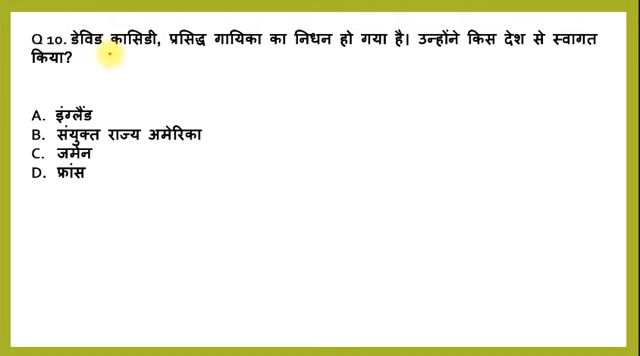 Q 10. डेविड कासिडी, प्रसिद्ध गायिका का निधन हो गया है। उन्होंने किस देश से स्वागत
किया?
A. इंग्लैंड
B. संयुक्त राज्य अमेरिका
C. जर्मन
D. फ्रांस